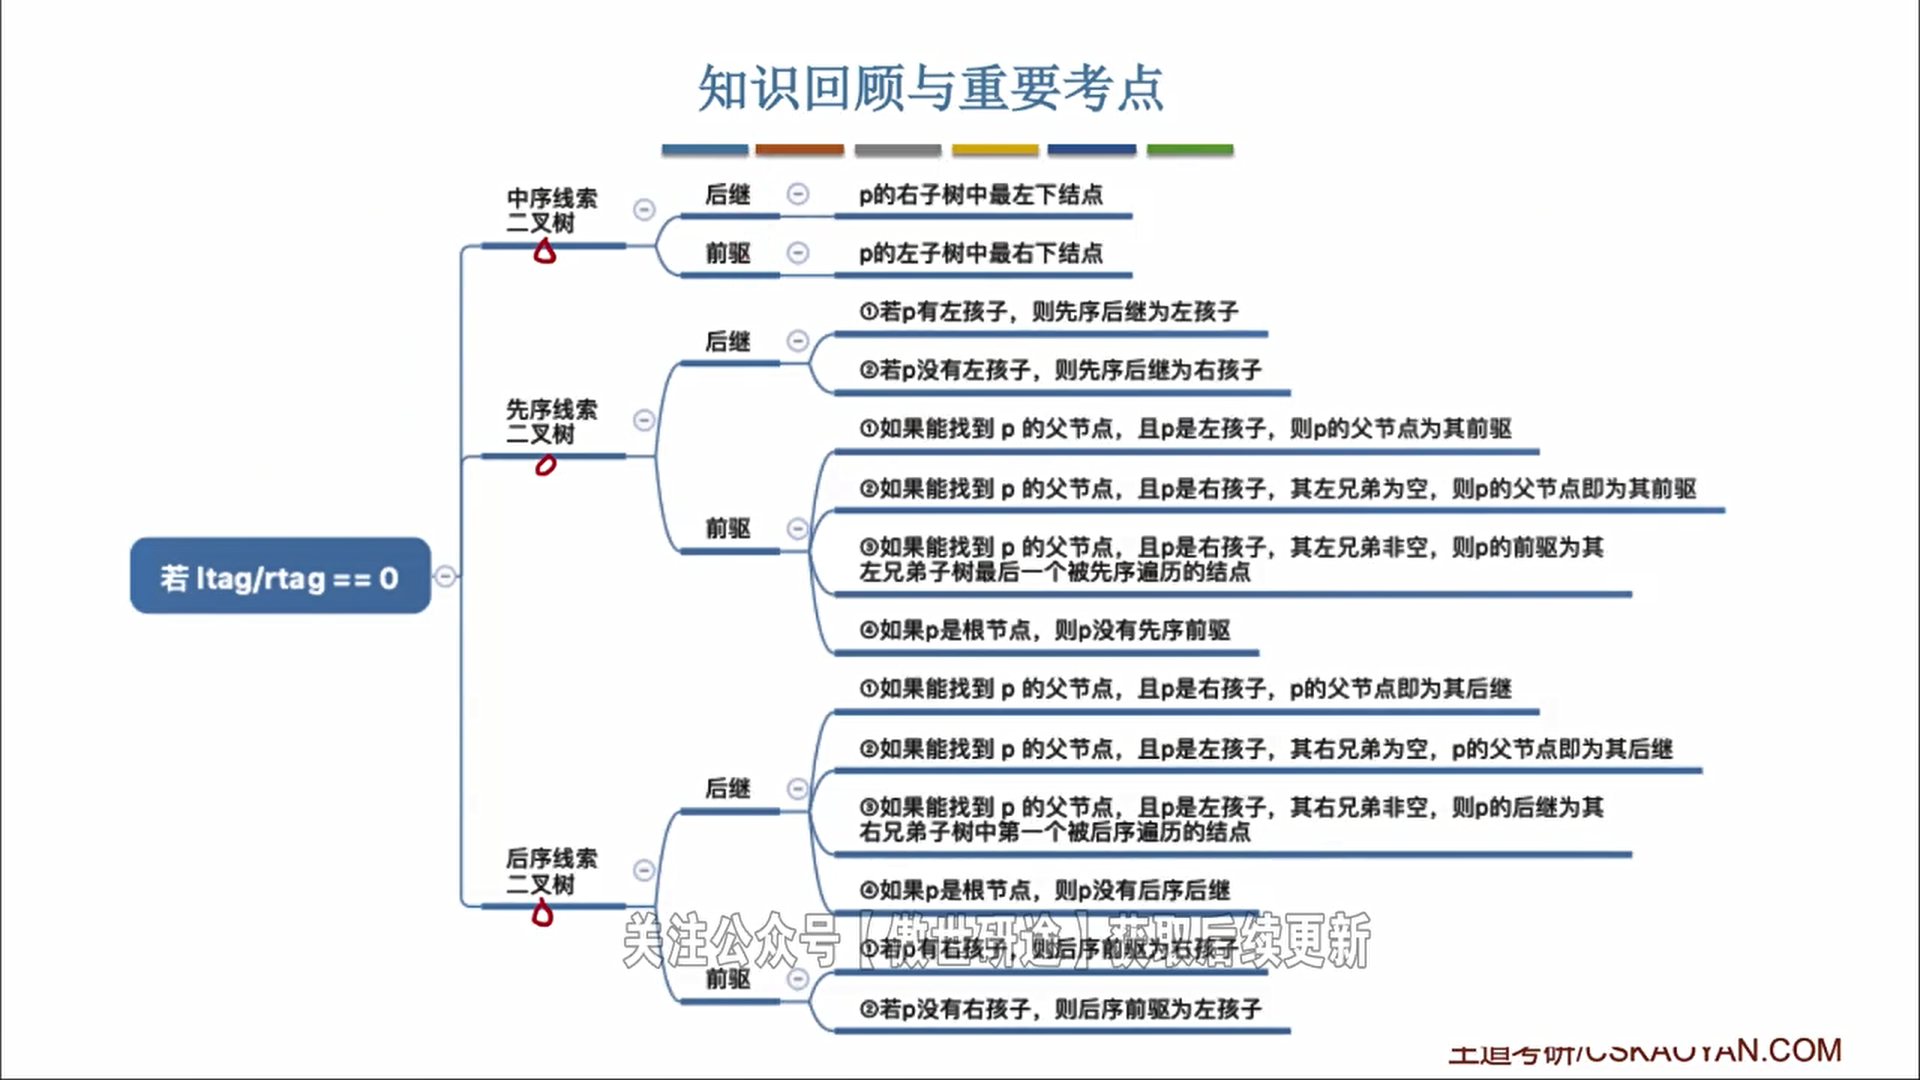 知识回顾与重要考点
若 ltag/rtag == 0
中序线索
二叉树
后继
p的右子树中最左下结点
前驱
p的左子树中最右下结点
先序线索
二叉树
后继
①若p有左孩子，则先序后继为左孩子
②若p没有左孩子，则先序后继为右孩子
前驱
①如果能找到 p 的父节点，且p是左孩子，则p的父节点为其前驱
②如果能找到 p 的父节点，且p是右孩子，其左兄弟为空，则p的父节点即为其前驱
③如果能找到 p 的父节点，且p是右孩子，其左兄弟非空，则p的前驱为其
左兄弟子树最后一个被先序遍历的结点
④如果p是根节点，则p没有先序前驱
后序线索
二叉树
后继
①如果能找到 p 的父节点，且p是右孩子，p的父节点即为其后继
②如果能找到 p 的父节点，且p是左孩子，其右兄弟为空，p的父节点即为其后继
③如果能找到 p 的父节点，且p是左孩子，其右兄弟非空，则p的后继为其
右兄弟子树中第一个被后序遍历的结点
④如果p是根节点，则p没有后序后继
前驱
①若p有右孩子，则后序前驱为右孩子
②若p没有右孩子，则后序前驱为左孩子
关注公众号【傲世研途】获取后续更新
王道考研/CSKAOYAN.COM